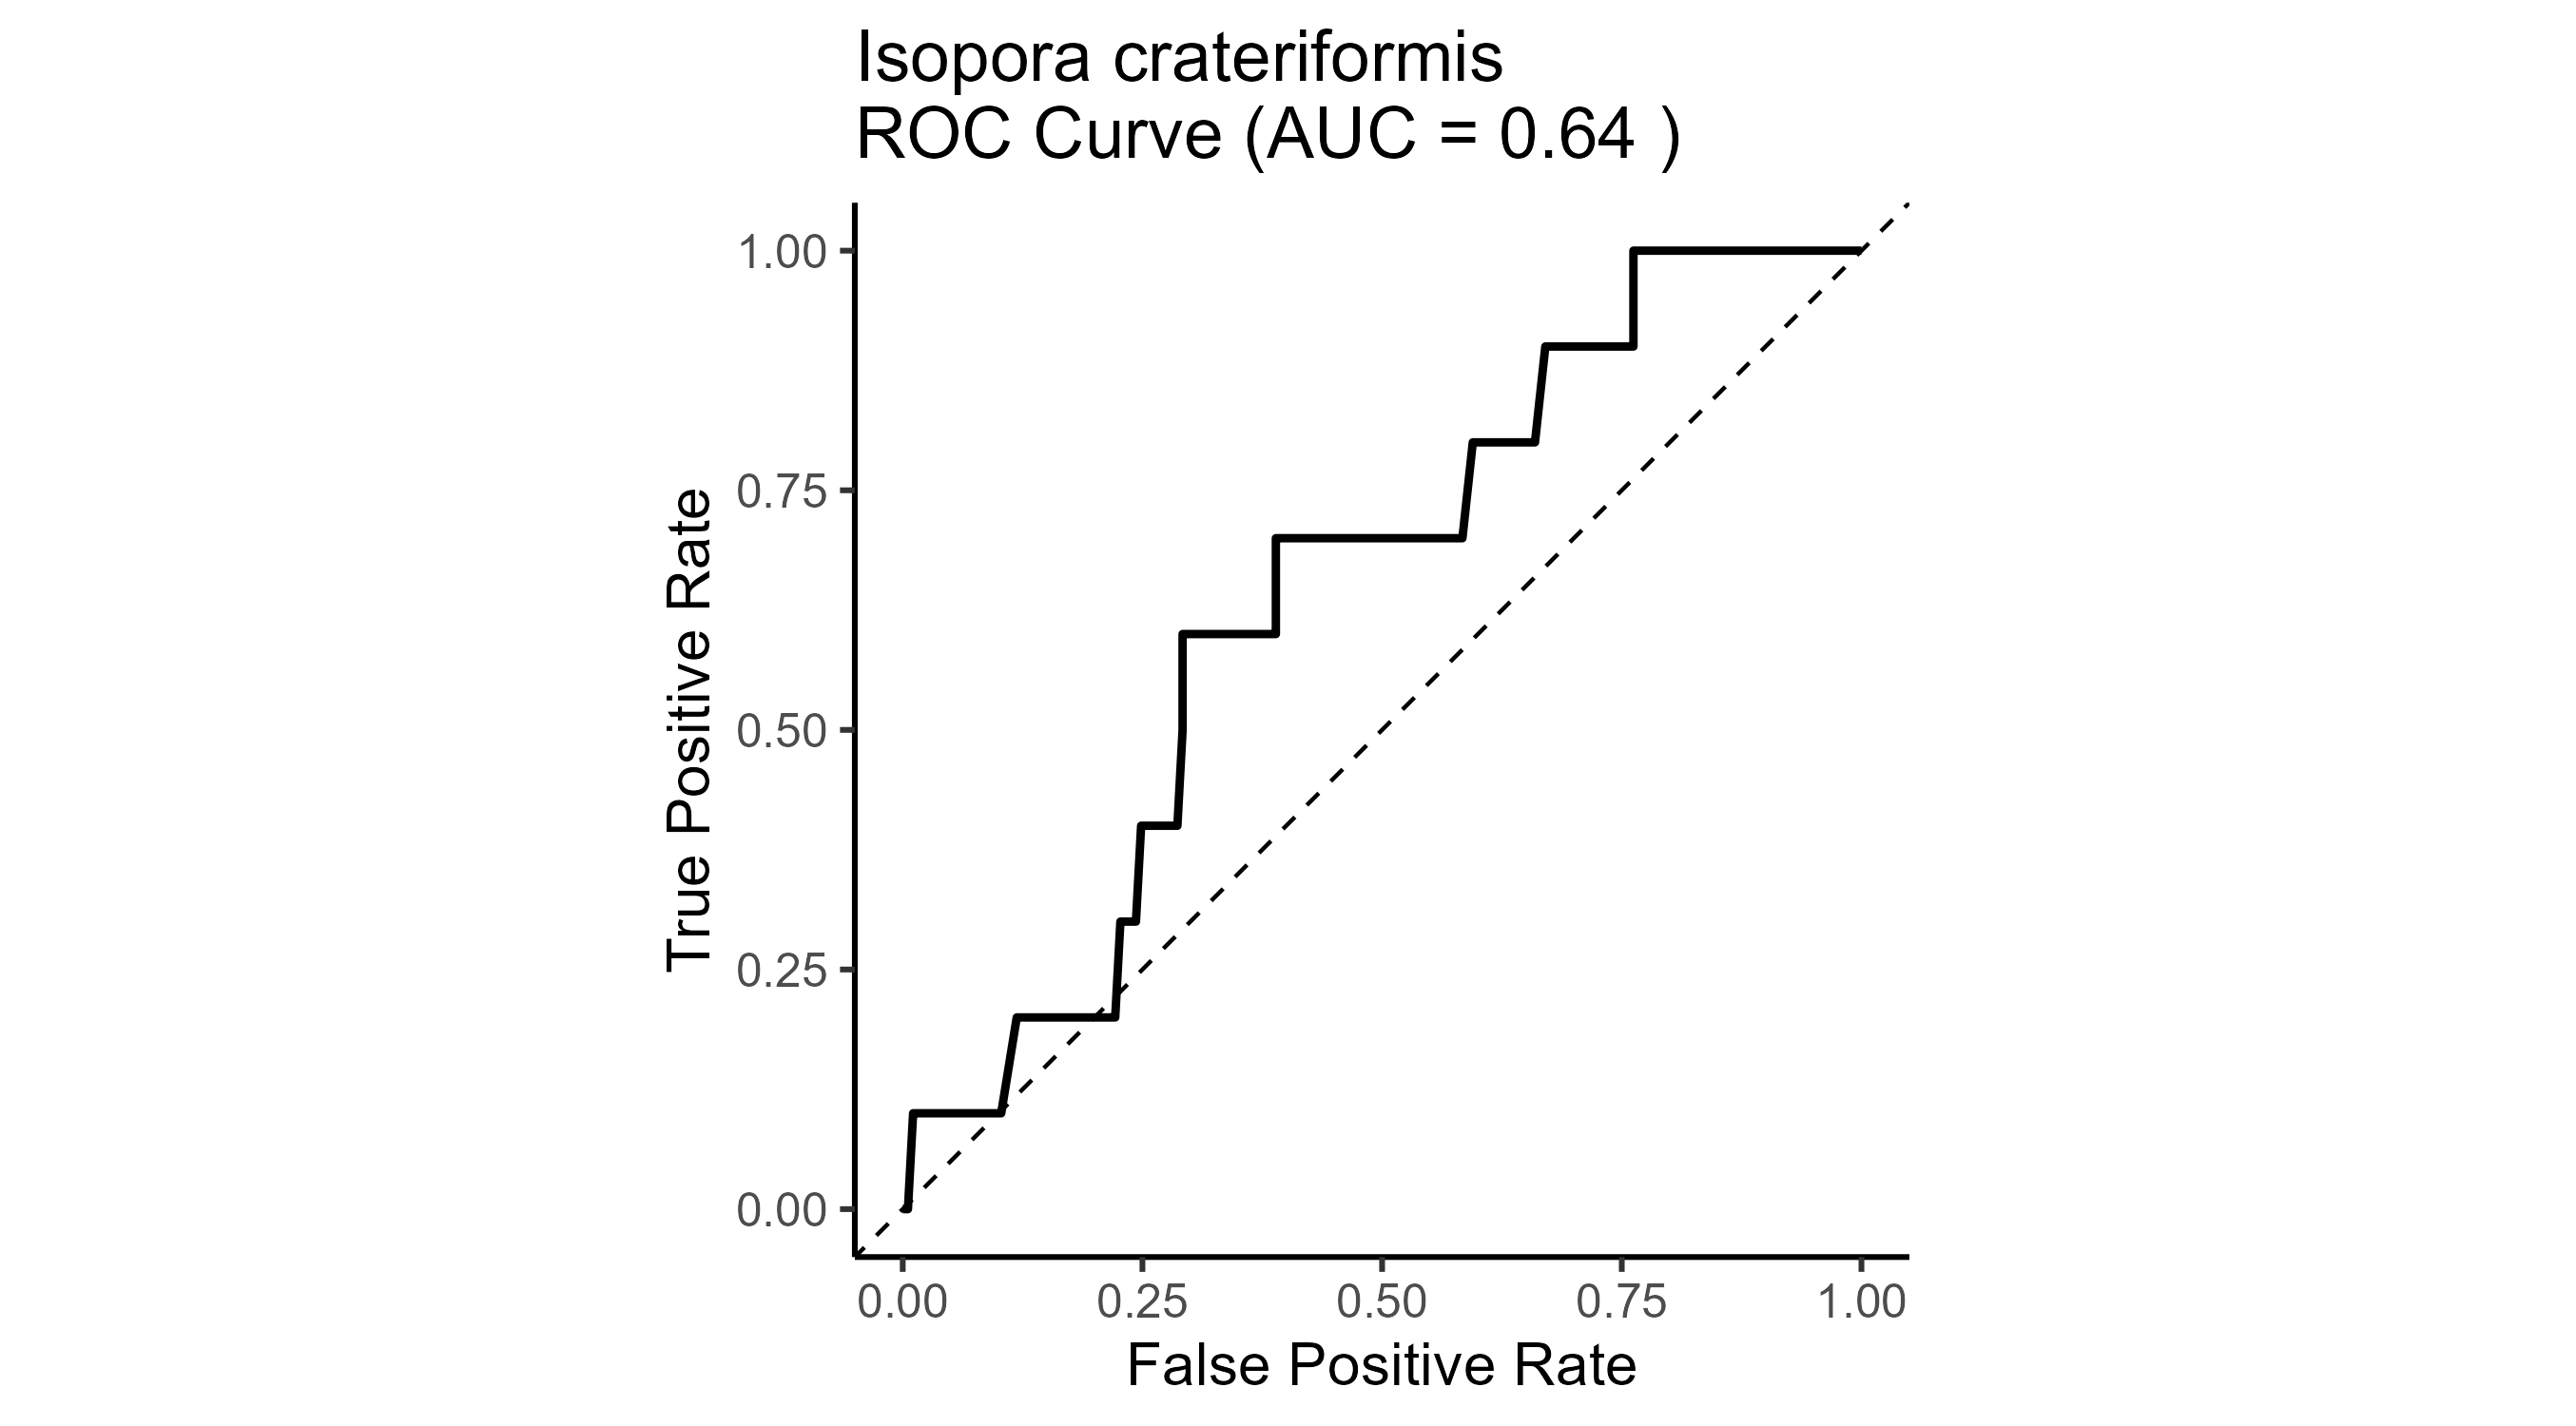 Isopora crateriformis
ROC Curve (AUC = 0.64 )
True Positive Rate
1.00
0.75
0.50
0.25
0.00
0.00 0.25 0.50 0.75 1.00
False Positive Rate